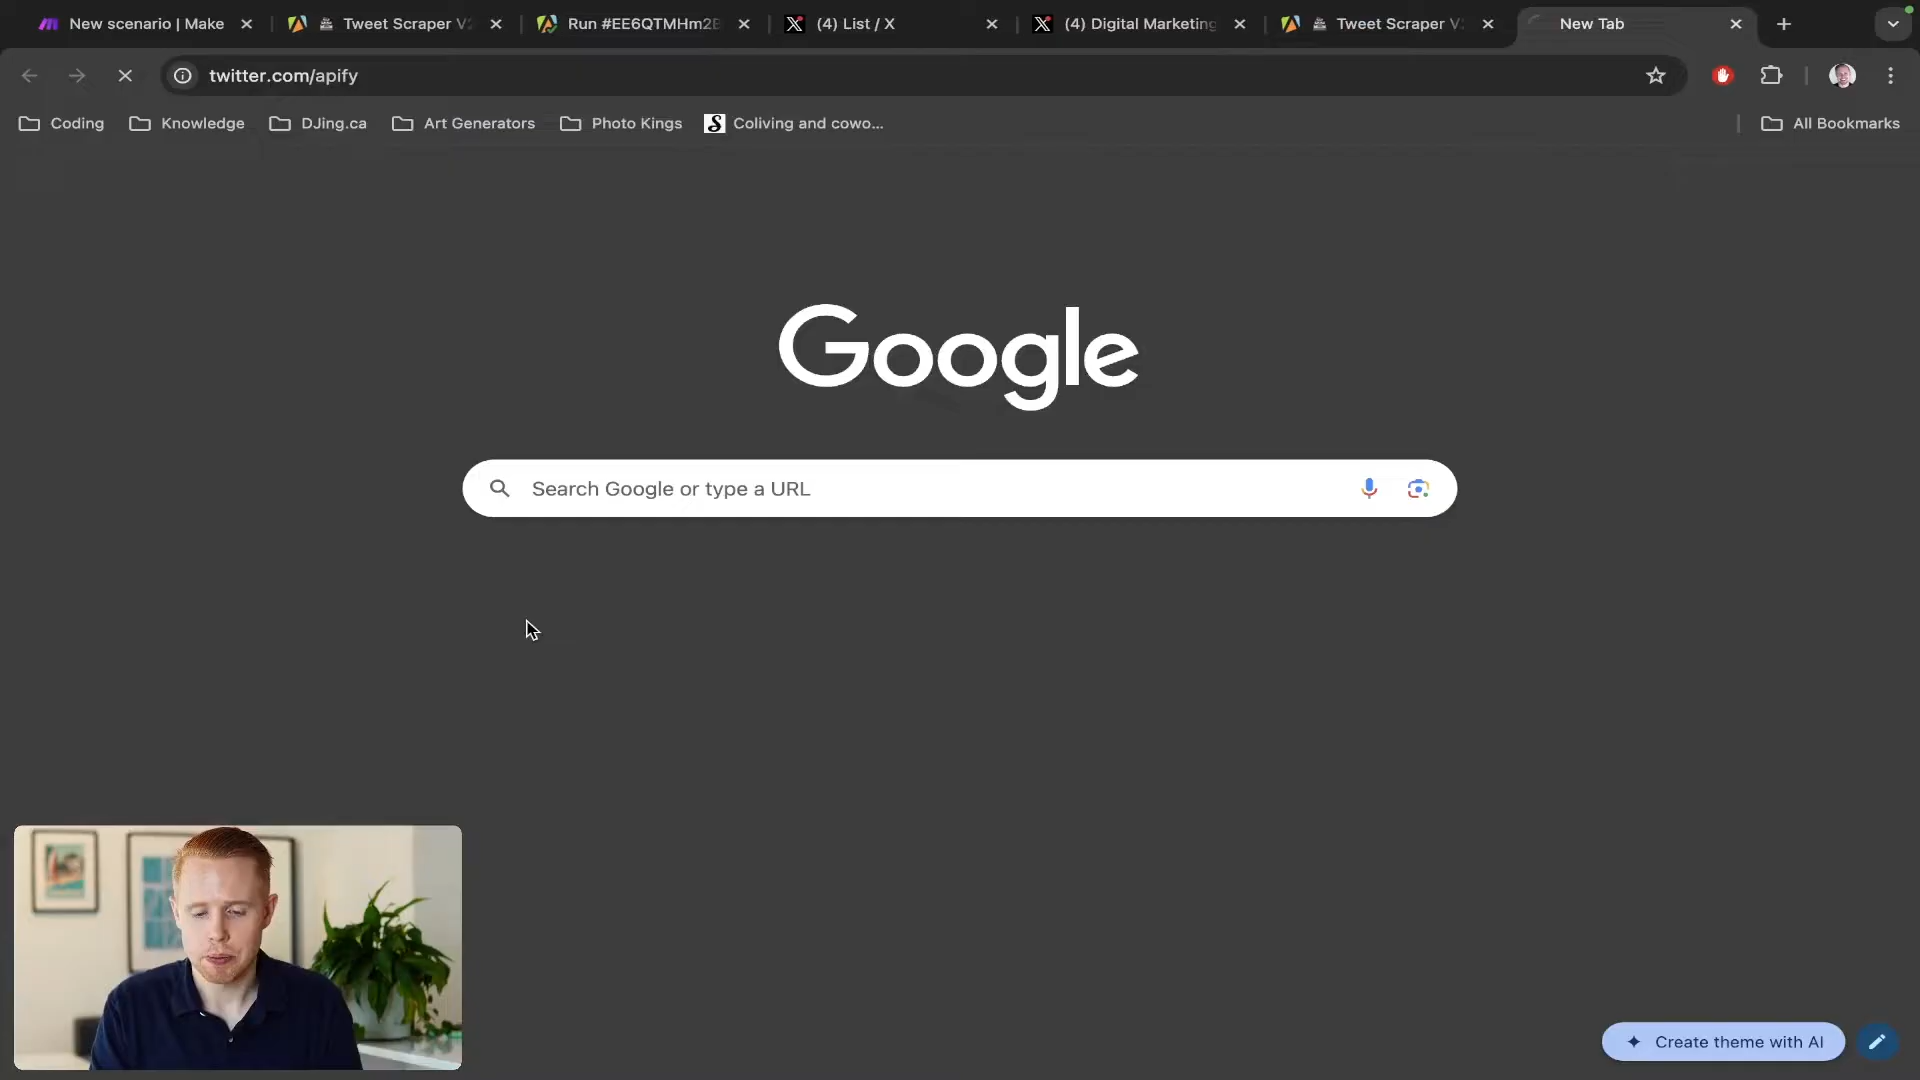 New scenario | Make
Tweet Scraper V
Run #EE6QTMHm2
(4) List / X
(4) Digital Marketing
Tweet Scraper V
New Tab
twitter.com/apify
Coding
Knowledge
DJing.ca
Art Generators
Photo Kings
Coliving and cowo...
All Bookmarks
Google
Search Google or type a URL
Create theme with AI